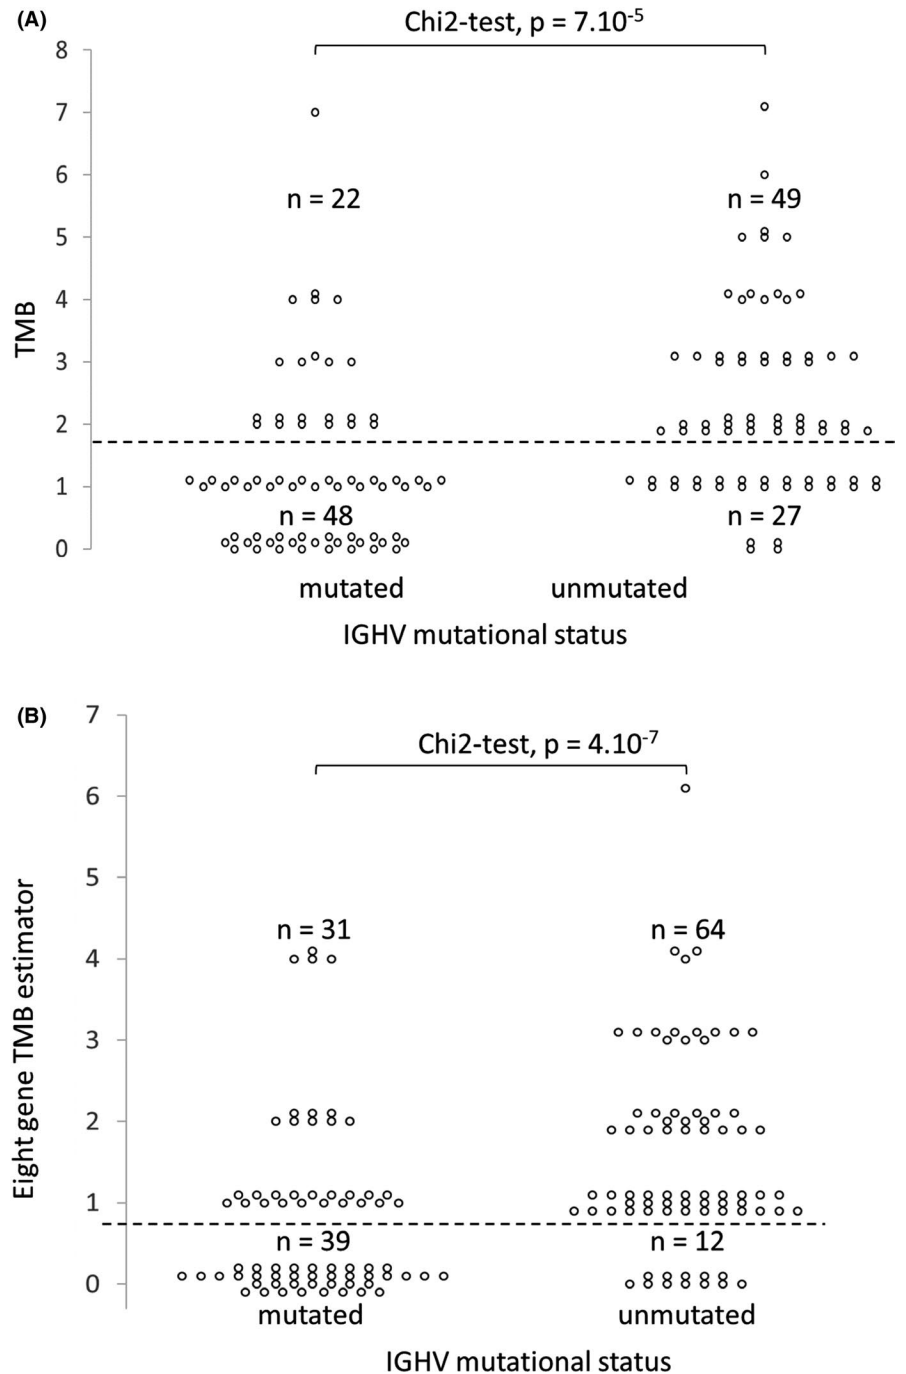 (A)
Chi2-test, p = 7.10-5
8
7
6
n = 22
n = 49
5
4
TMB
3
2
1
n = 48
n = 27
0
mutated
unmutated
IGHV mutational status
(B)
7
Chi2-test, p = 4.10-7
6
5
n = 31
n = 64
4
Eight gene TMB estimator
3
2
1
n = 39
n = 12
0
mutated
unmutated
IGHV mutational status